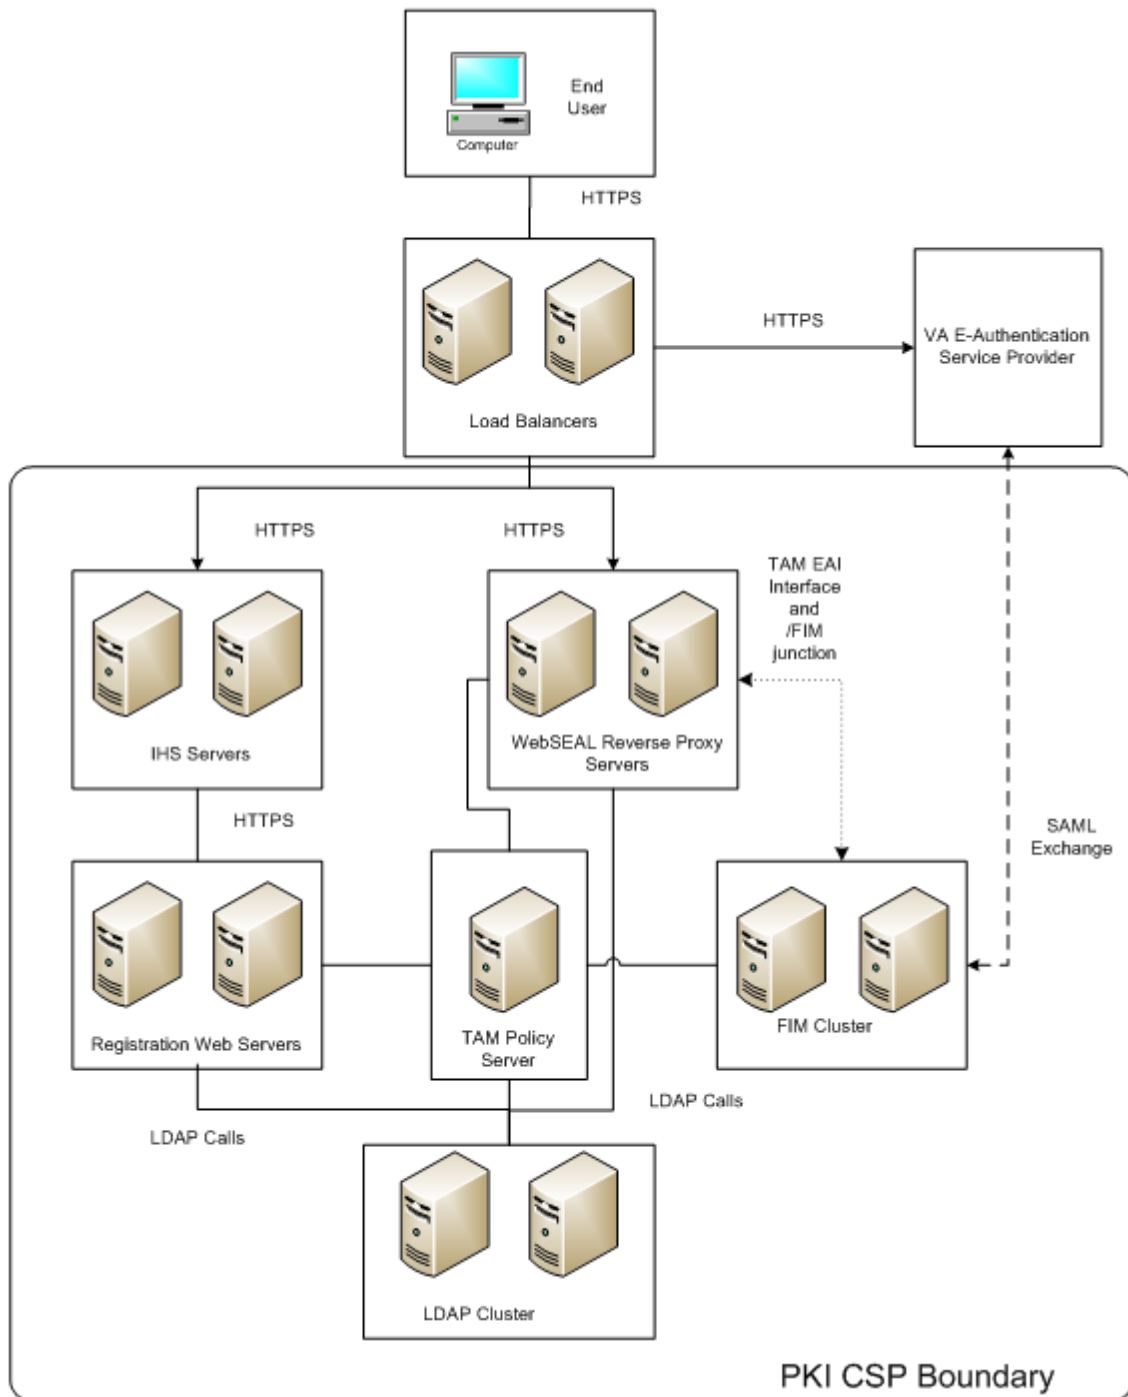 End
User
Computer
HTTPS
Load Balancers
HTTPS
VA E-Authentication
Service Provider
HTTPS
HTTPS
TAM EAI
Interface
and
/FIM
junction
IHS Servers
WebSEAL Reverse Proxy
Servers
HTTPS
SAML
Exchange
Registration Web Servers
TAM Policy
Server
FIM Cluster
LDAP Calls
LDAP Calls
LDAP Cluster
PKI CSP Boundary